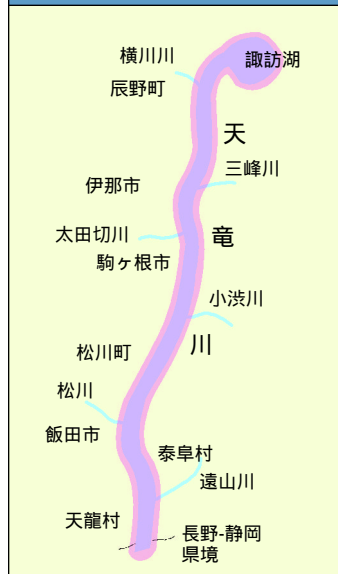 横川川
諏訪湖
辰野町
天
三峰川
伊那市
太田切川
竜
駒ヶ根市
小渋川
川
松川町
松川
飯田市
泰阜村
遠山川
天龍村
長野-静岡
県境